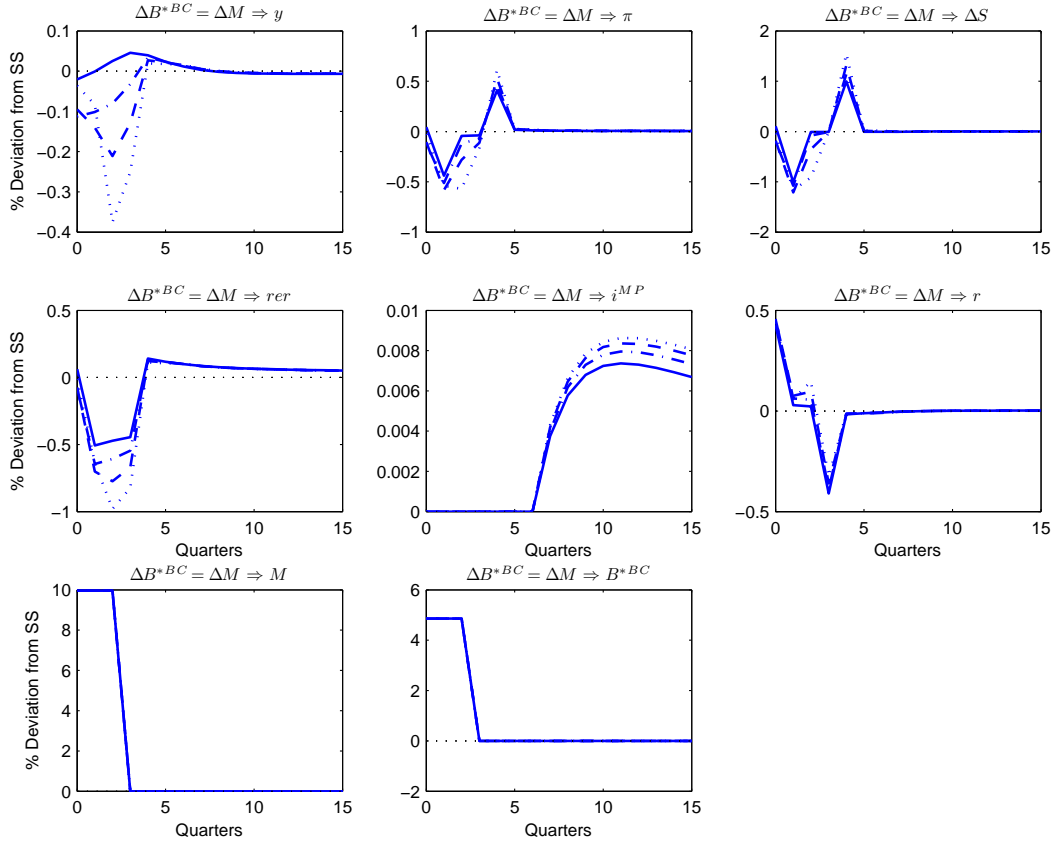 ΔB*BC = ΔM ⇒ y
ΔB*BC = ΔM ⇒ π
ΔB*BC = ΔM ⇒ ΔS
% Deviation from SS
0.1
0
−0.1
−0.2
−0.3
−0.4
0 5 10 15
1
0.5
0
−0.5
−1
0 5 10 15
2
1
0
−1
−2
0 5 10 15
ΔB*BC = ΔM ⇒ rer
ΔB*BC = ΔM ⇒ iMP
ΔB*BC = ΔM ⇒ r
% Deviation from SS
0.5
0
−0.5
−1
0 5 10 15
Quarters
0.01
0.008
0.006
0.004
0.002
0
0 5 10 15
Quarters
0.5
0
−0.5
0 5 10 15
Quarters
ΔB*BC = ΔM ⇒ M
ΔB*BC = ΔM ⇒ B*BC
% Deviation from SS
10
8
6
4
2
0
0 5 10 15
Quarters
6
4
2
0
−2
0 5 10 15
Quarters